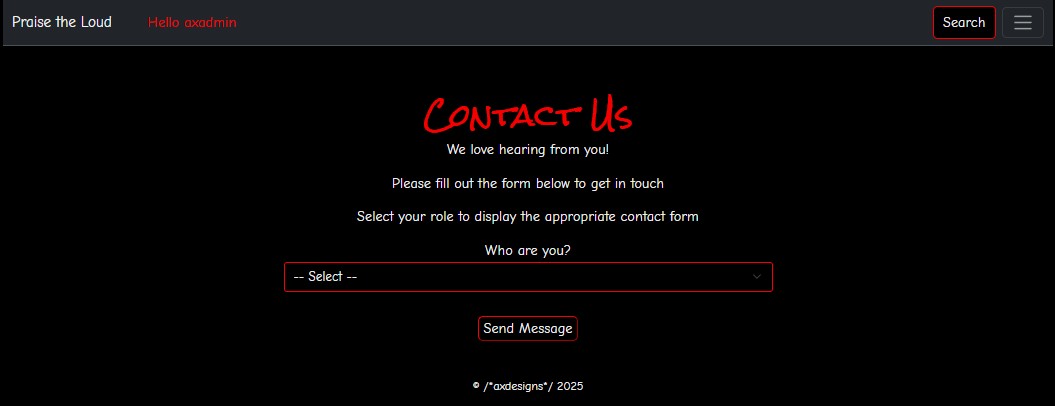 Praise the Loud Hello axadmin Search
Contact Us
We love hearing from you!
Please fill out the form below to get in touch
Select your role to display the appropriate contact form
Who are you?
-- Select --
Send Message
© /*axdesigns*/ 2025